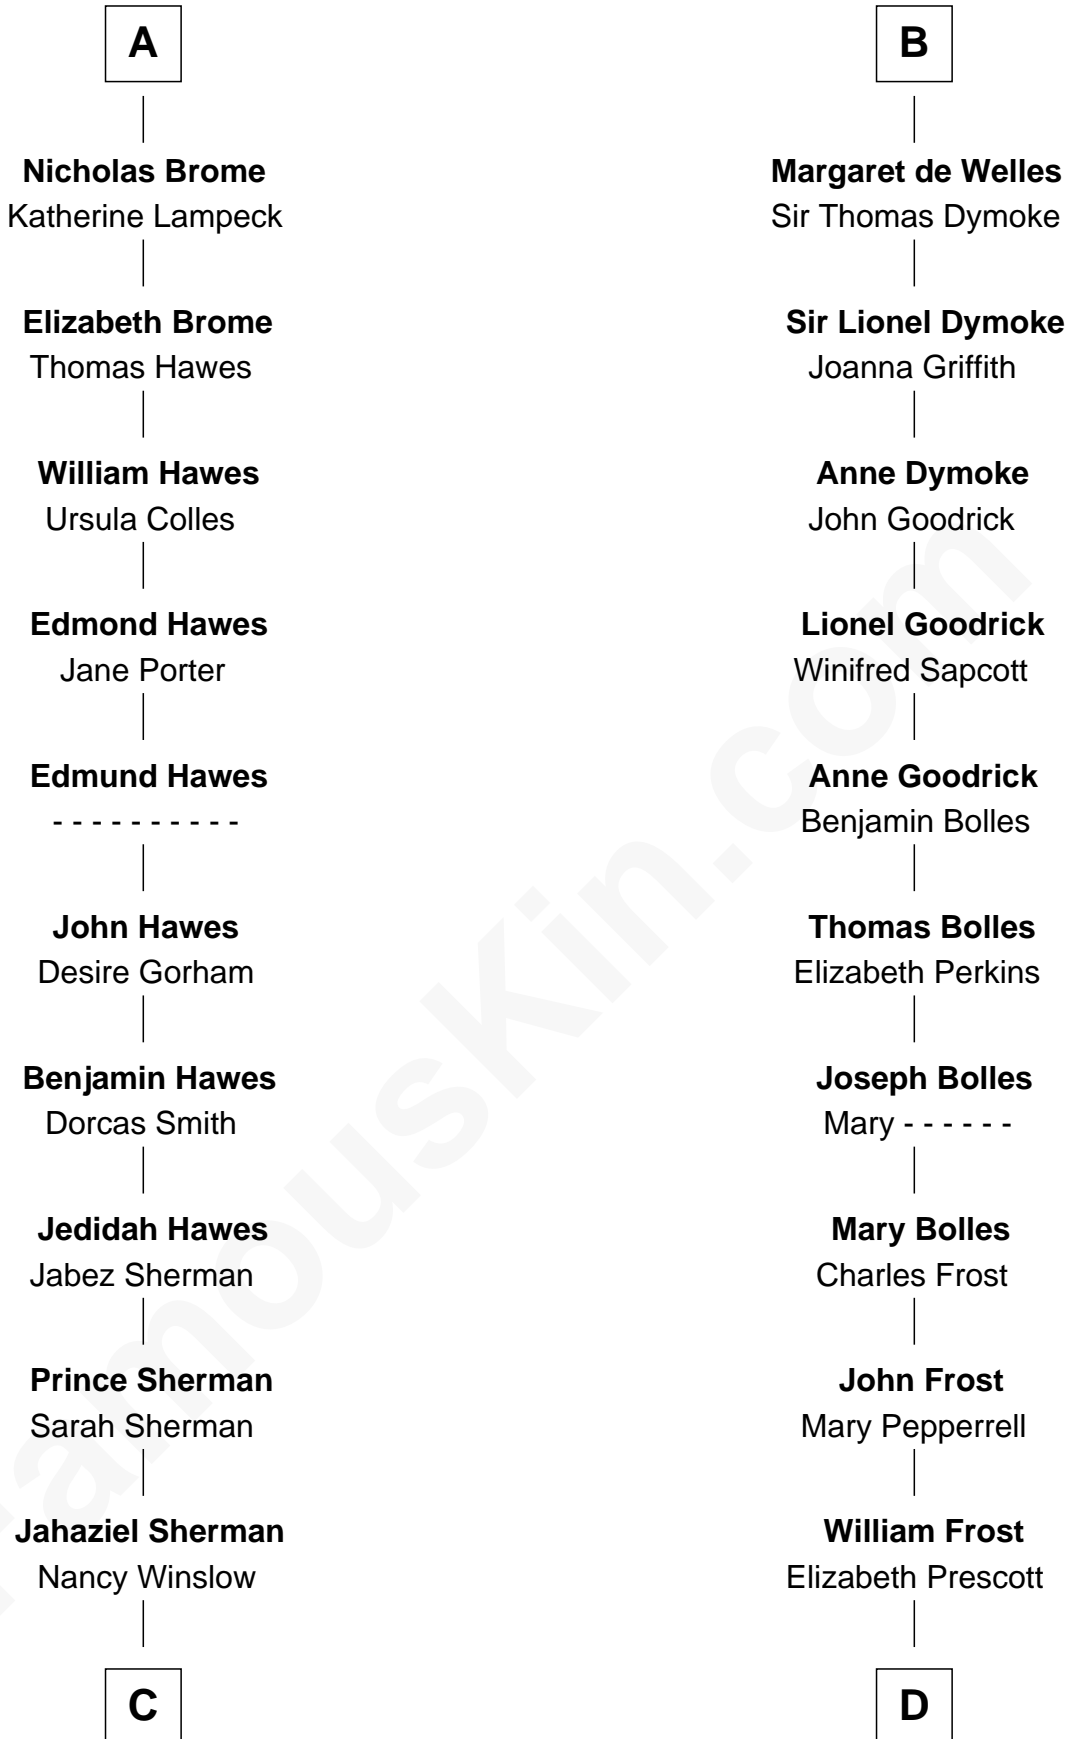 A
Nicholas Brome
Katherine Lampeck
Elizabeth Brome
Thomas Hawes
William Hawes
Ursula Colles
Edmond Hawes
Jane Porter
Edmund Hawes
- - - - - - - - - -
John Hawes
Desire Gorham
Benjamin Hawes
Dorcas Smith
Jedidah Hawes
Jabez Sherman
Prince Sherman
Sarah Sherman
Jahaziel Sherman
Nancy Winslow
C
B
Margaret de Welles
Sir Thomas Dymoke
Sir Lionel Dymoke
Joanna Griffith
Anne Dymoke
John Goodrick
Lionel Goodrick
Winifred Sapcott
Anne Goodrick
Benjamin Bolles
Thomas Bolles
Elizabeth Perkins
Joseph Bolles
Mary - - - - - -
Mary Bolles
Charles Frost
John Frost
Mary Pepperrell
William Frost
Elizabeth Prescott
D
FamousKin.com